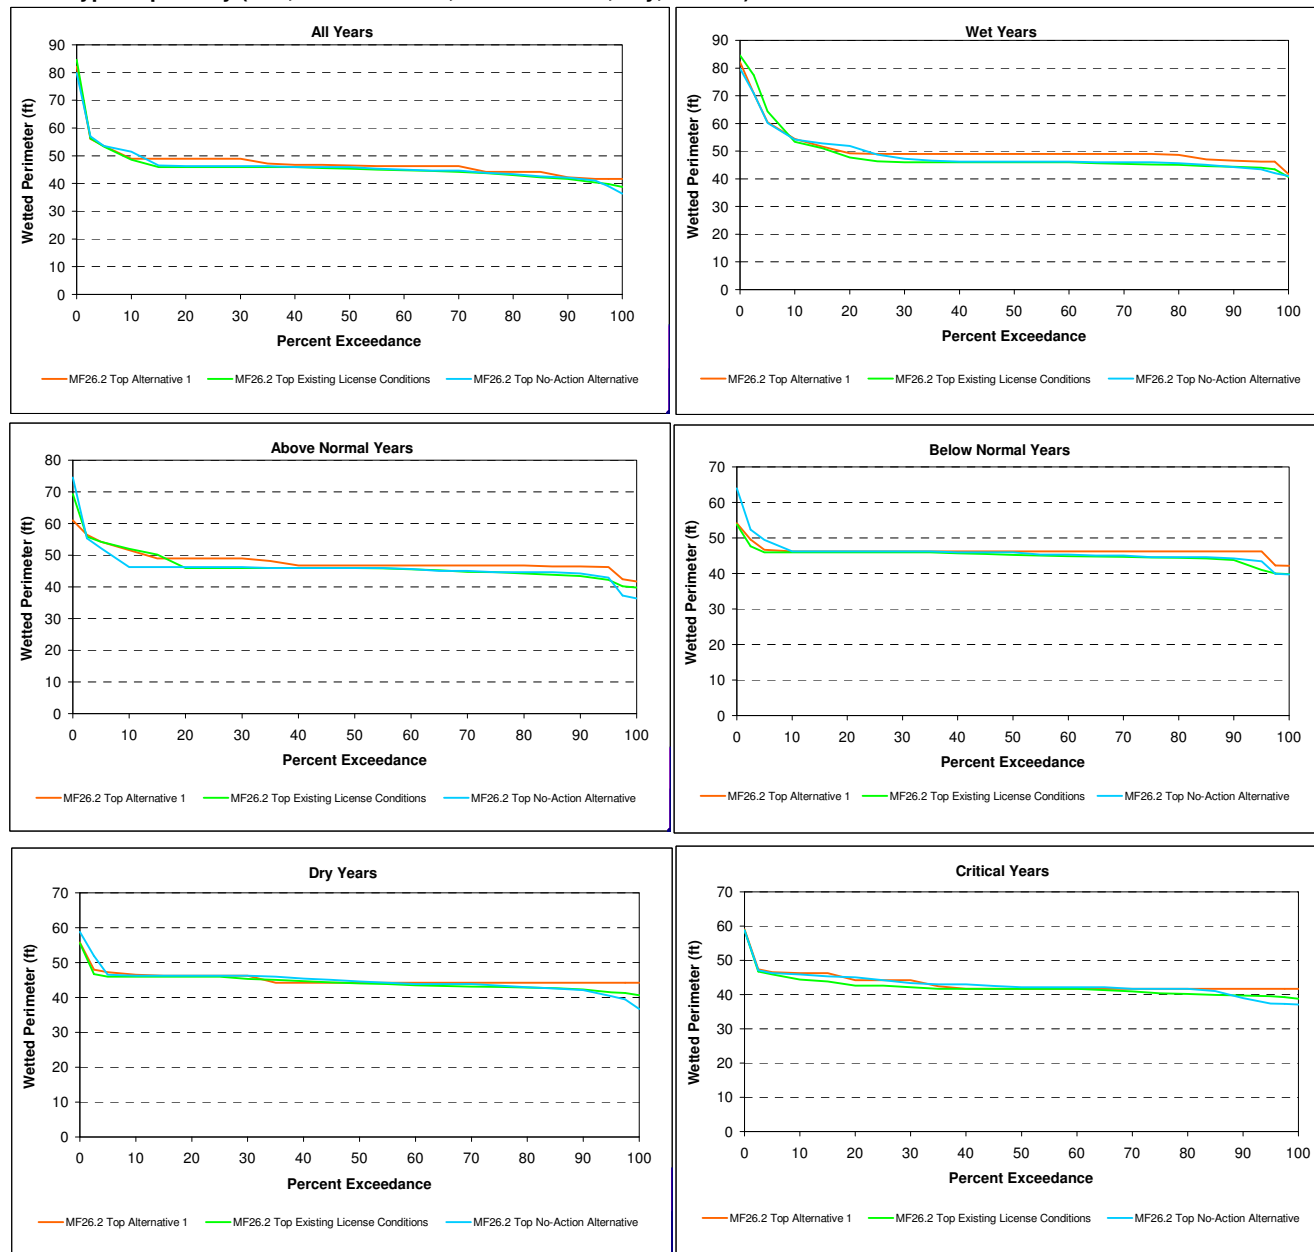 All Years
Wetted Perimeter (ft)
90
80
70
60
50
40
30
20
10
0
0 10 20 30 40 50 60 70 80 90 100
Percent Exceedance
MF26.2 Top Alternative 1 MF26.2 Top Existing License Conditions MF26.2 Top No-Action Alternative
Wet Years
Wetted Perimeter (ft)
90
80
70
60
50
40
30
20
10
0
0 10 20 30 40 50 60 70 80 90 100
Percent Exceedance
MF26.2 Top Alternative 1 MF26.2 Top Existing License Conditions MF26.2 Top No-Action Alternative
Above Normal Years
Wetted Perimeter (ft)
80
70
60
50
40
30
20
10
0
0 10 20 30 40 50 60 70 80 90 100
Percent Exceedance
MF26.2 Top Alternative 1 MF26.2 Top Existing License Conditions MF26.2 Top No-Action Alternative
Below Normal Years
Wetted Perimeter (ft)
70
60
50
40
30
20
10
0
0 10 20 30 40 50 60 70 80 90 100
Percent Exceedance
MF26.2 Top Alternative 1 MF26.2 Top Existing License Conditions MF26.2 Top No-Action Alternative
Dry Years
Wetted Perimeter (ft)
70
60
50
40
30
20
10
0
0 10 20 30 40 50 60 70 80 90 100
Percent Exceedance
MF26.2 Top Alternative 1 MF26.2 Top Existing License Conditions MF26.2 Top No-Action Alternative
Critical Years
Wetted Perimeter (ft)
70
60
50
40
30
20
10
0
0 10 20 30 40 50 60 70 80 90 100
Percent Exceedance
MF26.2 Top Alternative 1 MF26.2 Top Existing License Conditions MF26.2 Top No-Action Alternative